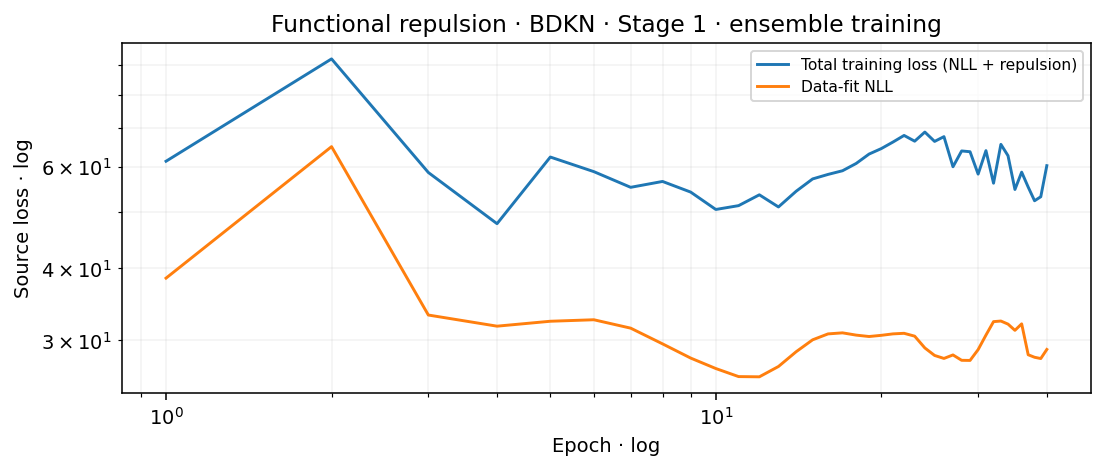 Functional repulsion · BDKN · Stage 1 · ensemble training
Total training loss (NLL + repulsion)
Data-fit NLL
Source loss · log
6 × 10¹
4 × 10¹
3 × 10¹
10⁰
10¹
Epoch · log